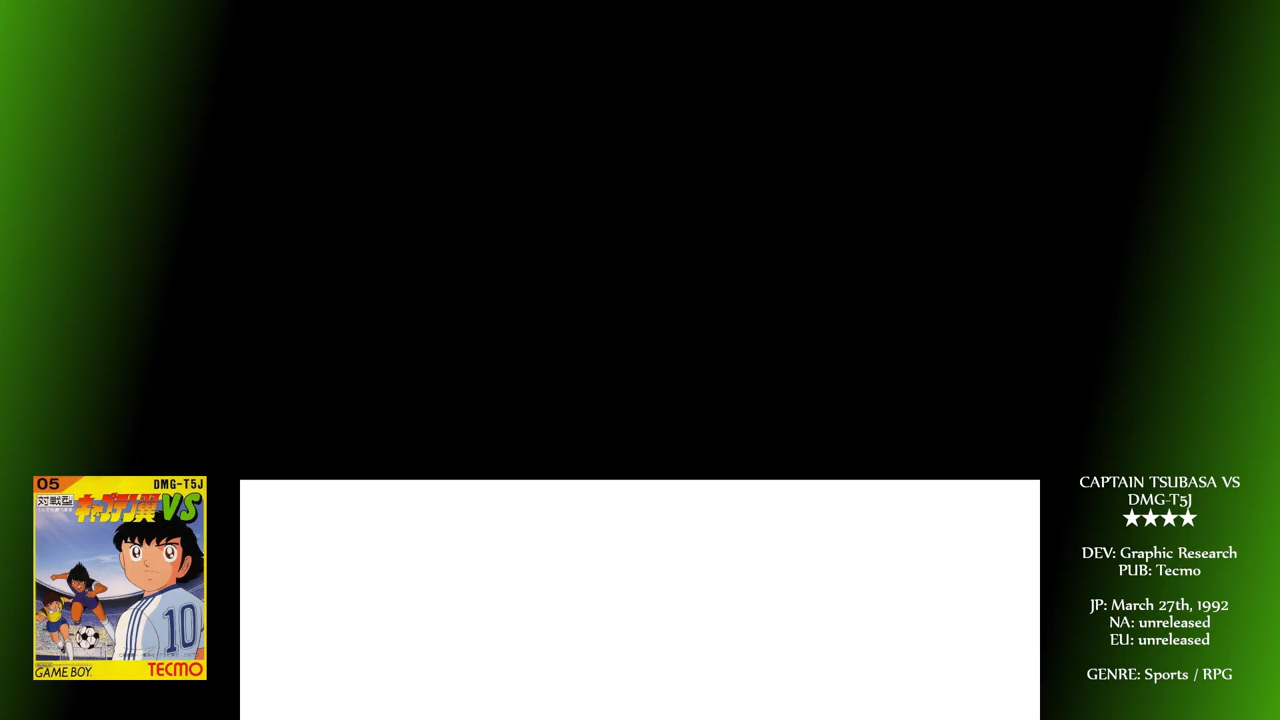 05
DMG-T5J
対戦型
キャプテン翼VS
10
GAME BOY
TECMO
CAPTAIN TSUBASA VS
DMG-T5J
★★★★
DEV: Graphic Research
PUB: Tecmo
JP: March 27th, 1992
NA: unreleased
EU: unreleased
GENRE: Sports / RPG